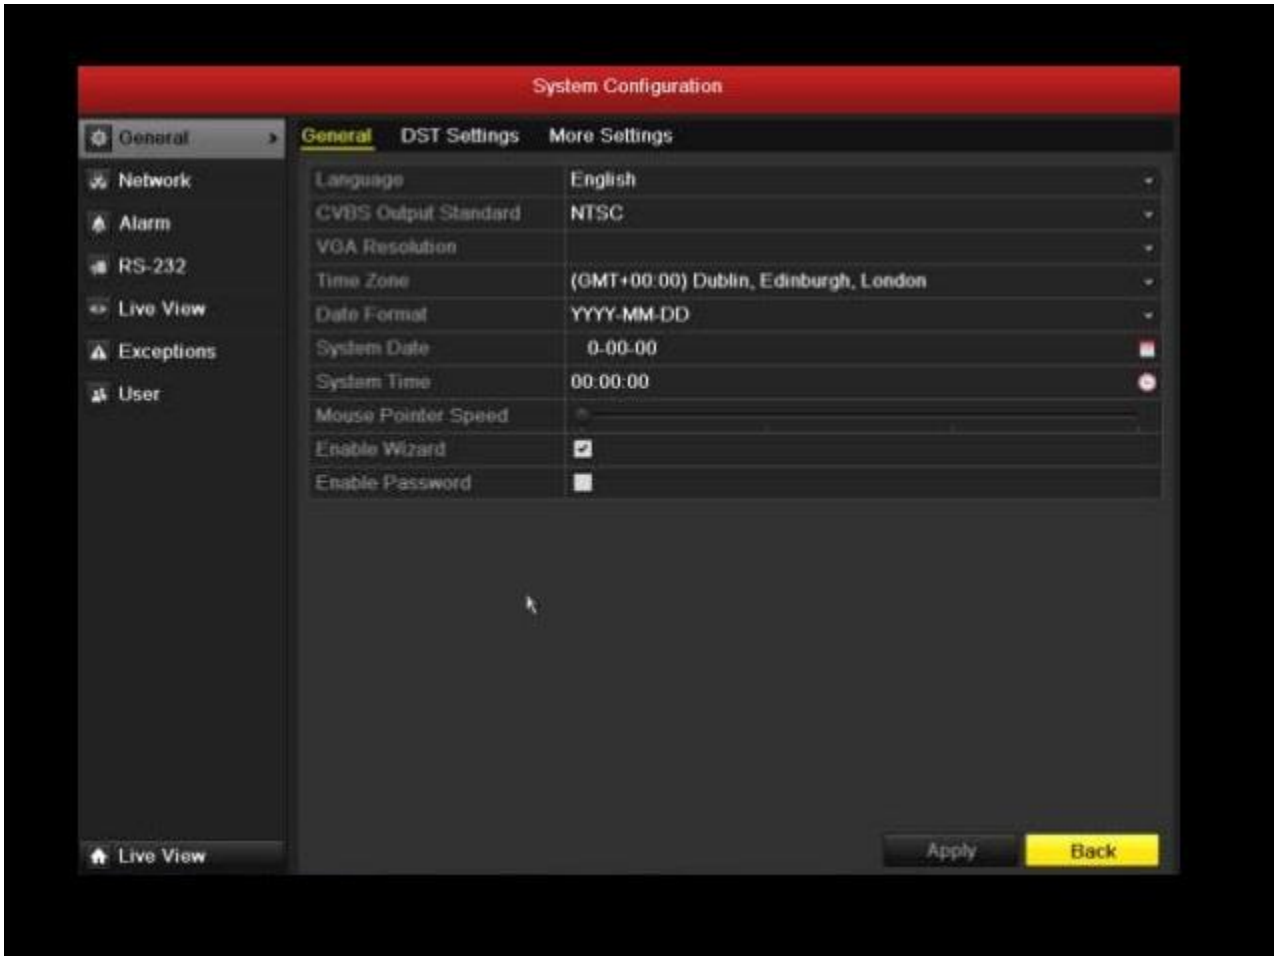 System Configuration
General
Network
Alarm
RS-232
Live View
Exceptions
User
Live View
General DST Settings More Settings
Language English
CVBS Output Standard NTSC
VGA Resolution
Time Zone (GMT+00:00) Dublin, Edinburgh, London
Date Format YYYY-MM-DD
System Date 0-00-00
System Time 00:00:00
Mouse Pointer Speed
Enable Wizard
Enable Password
Apply Back